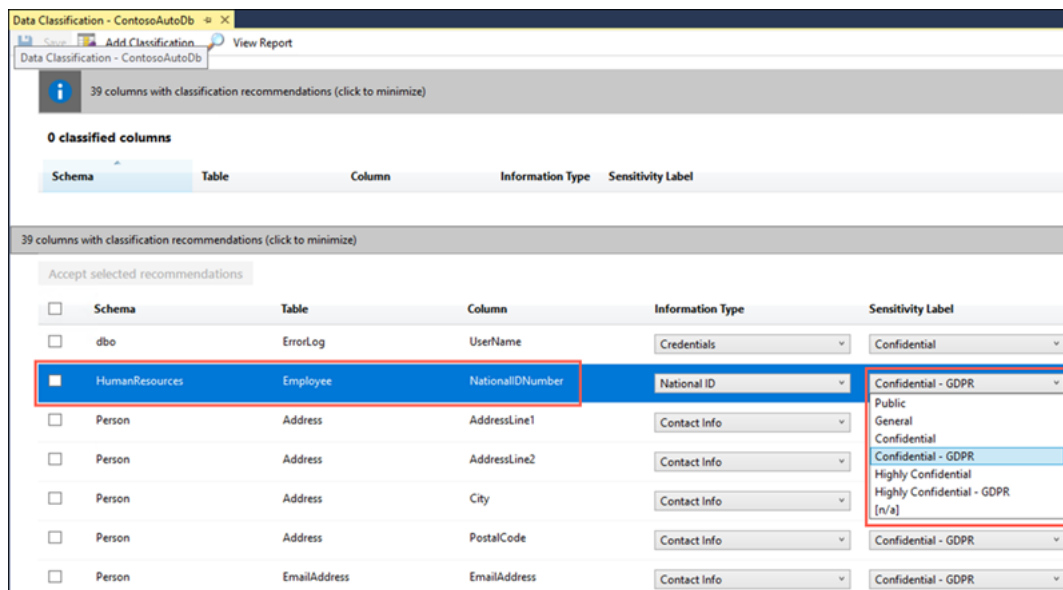 Data Classification - ContosoAutoDb
Save Add Classification View Report
Data Classification - ContosoAutoDb
39 columns with classification recommendations (click to minimize)
0 classified columns
Schema Table Column Information Type Sensitivity Label
39 columns with classification recommendations (click to minimize)
Accept selected recommendations
Schema Table Column Information Type Sensitivity Label
dbo ErrorLog UserName Credentials Confidential
HumanResources Employee NationalIDNumber National ID Confidential - GDPR
Public
General
Person Address AddressLine1 Contact Info
Confidential
Confidential - GDPR
Person Address AddressLine2 Contact Info
Highly Confidential
Highly Confidential - GDPR
Person Address City Contact Info
[n/a]
Person Address PostalCode Contact Info Confidential - GDPR
Person EmailAddress EmailAddress Contact Info Confidential - GDPR